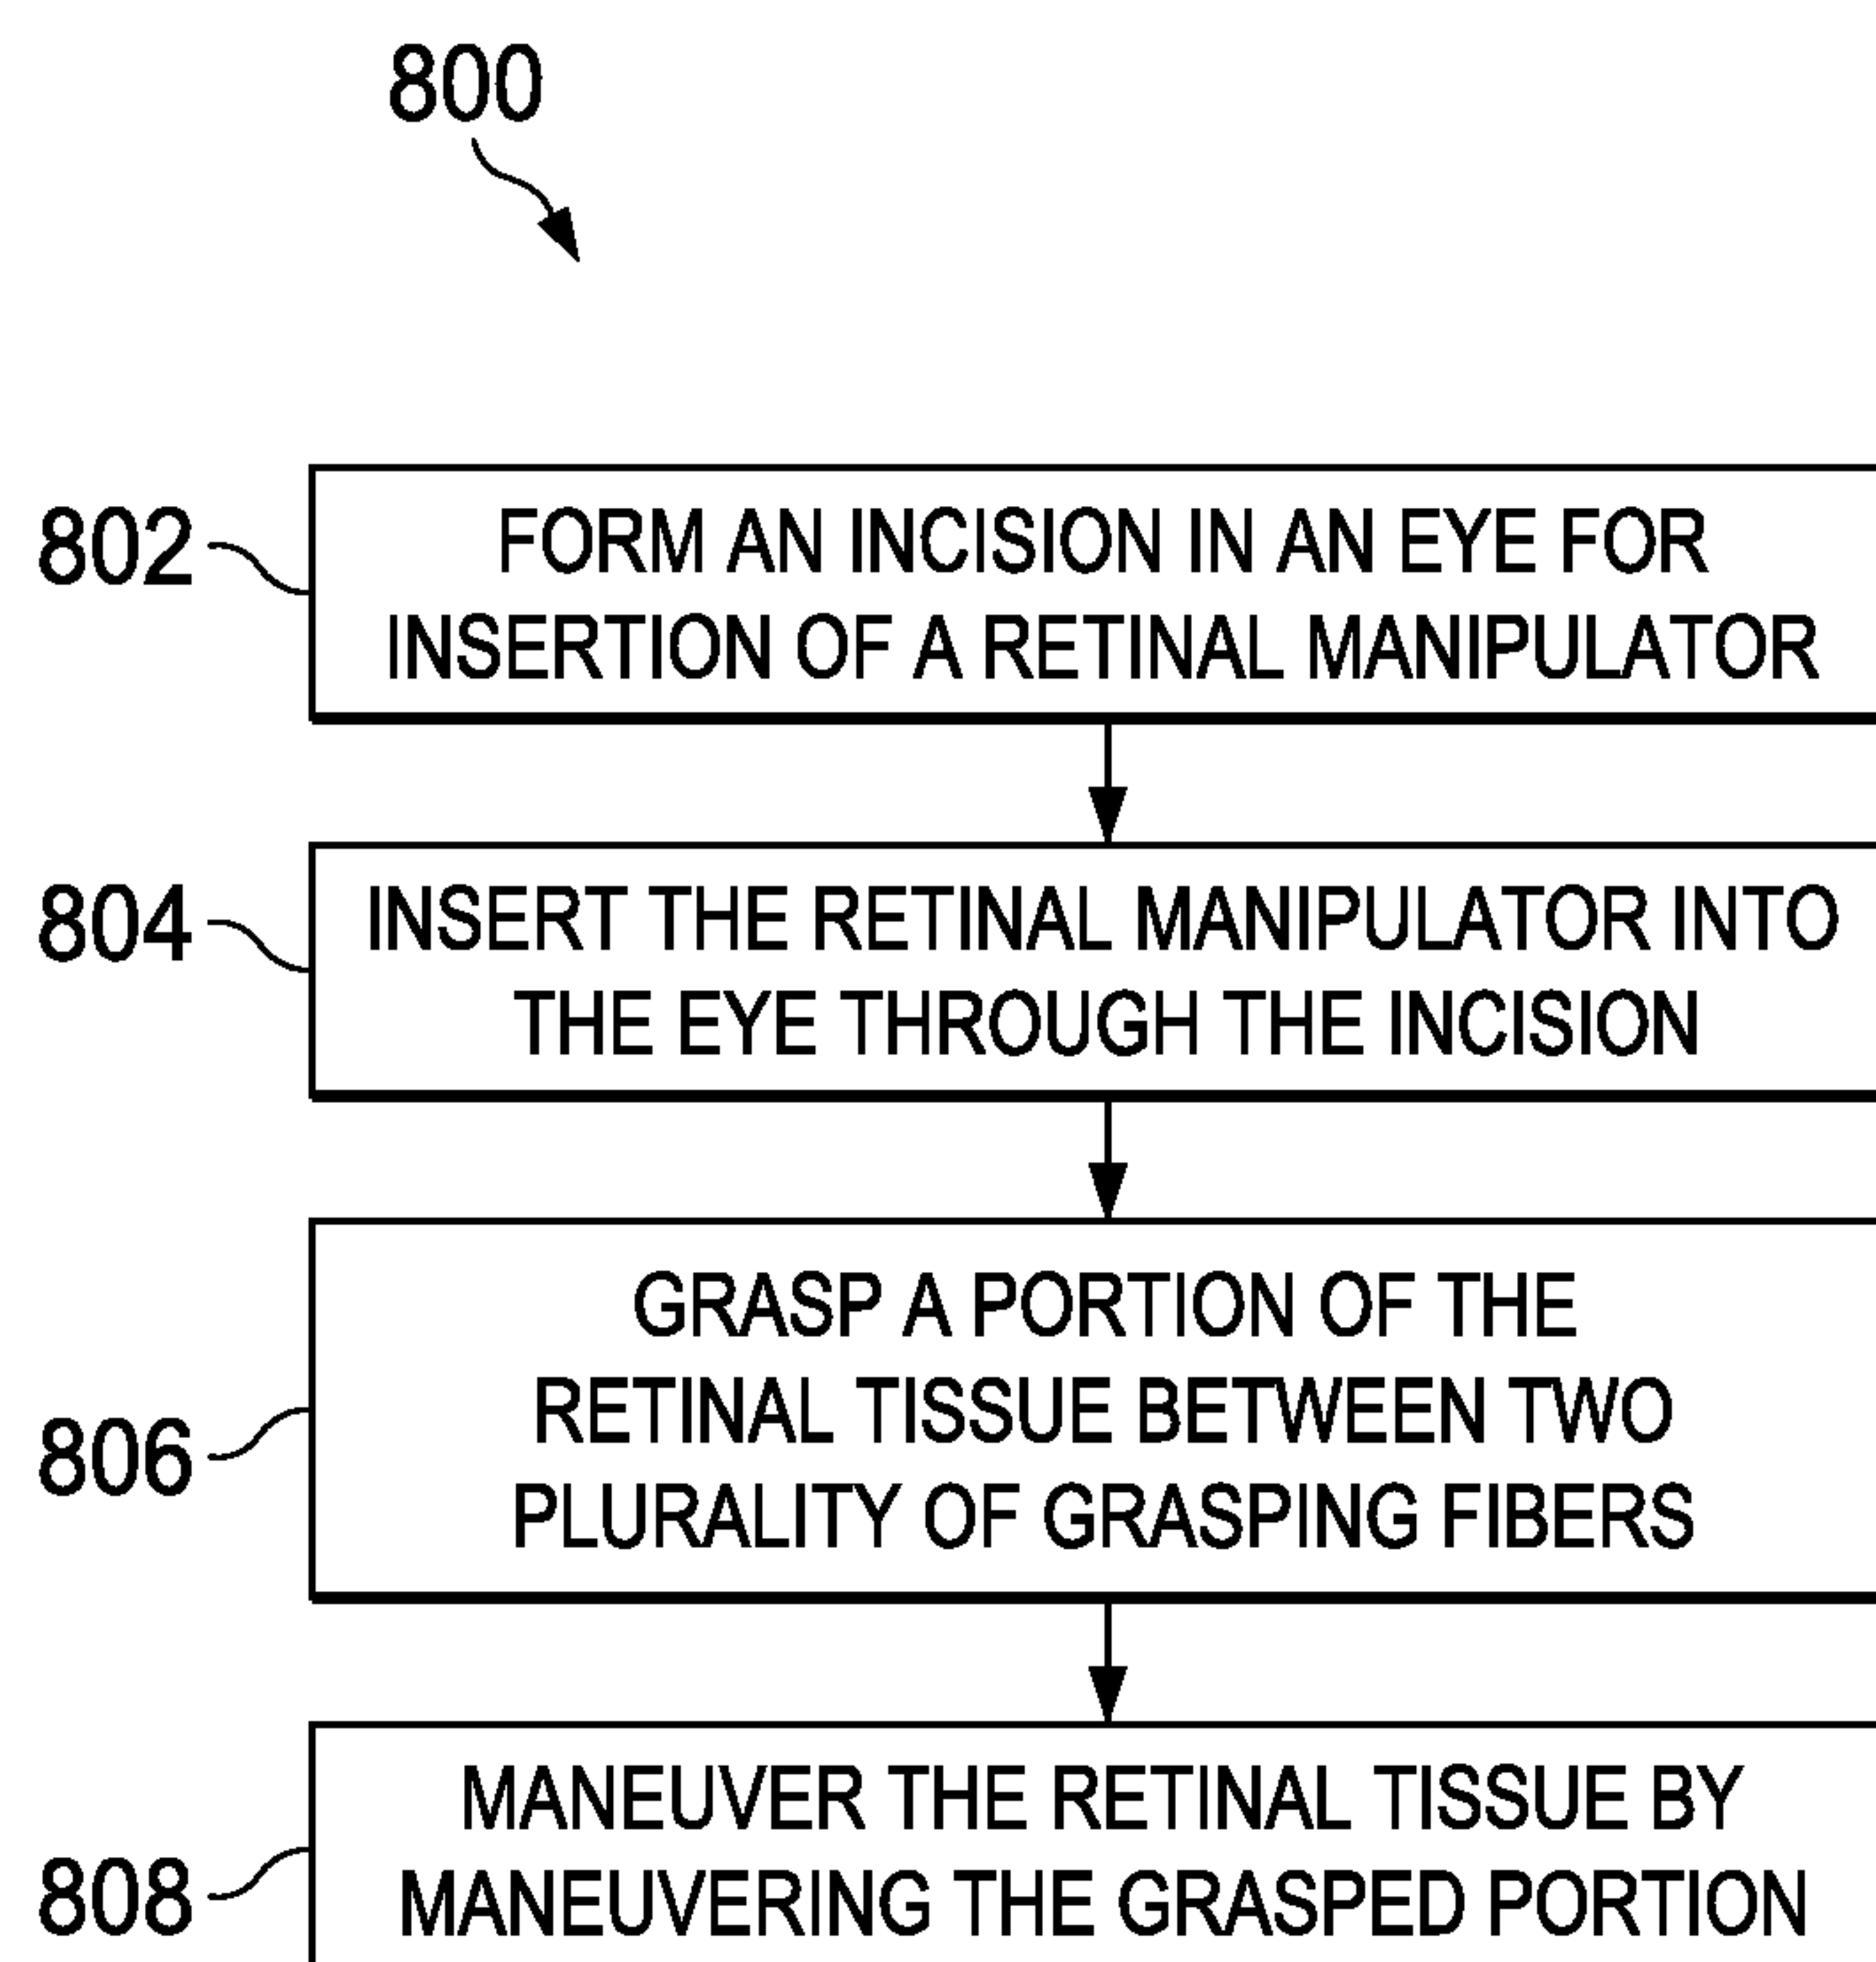 800
802
FORM AN INCISION IN AN EYE FOR
INSERTION OF A RETINAL MANIPULATOR
804
INSERT THE RETINAL MANIPULATOR INTO
THE EYE THROUGH THE INCISION
806
GRASP A PORTION OF THE
RETINAL TISSUE BETWEEN TWO
PLURALITY OF GRASPING FIBERS
808
MANEUVER THE RETINAL TISSUE BY
MANEUVERING THE GRASPED PORTION